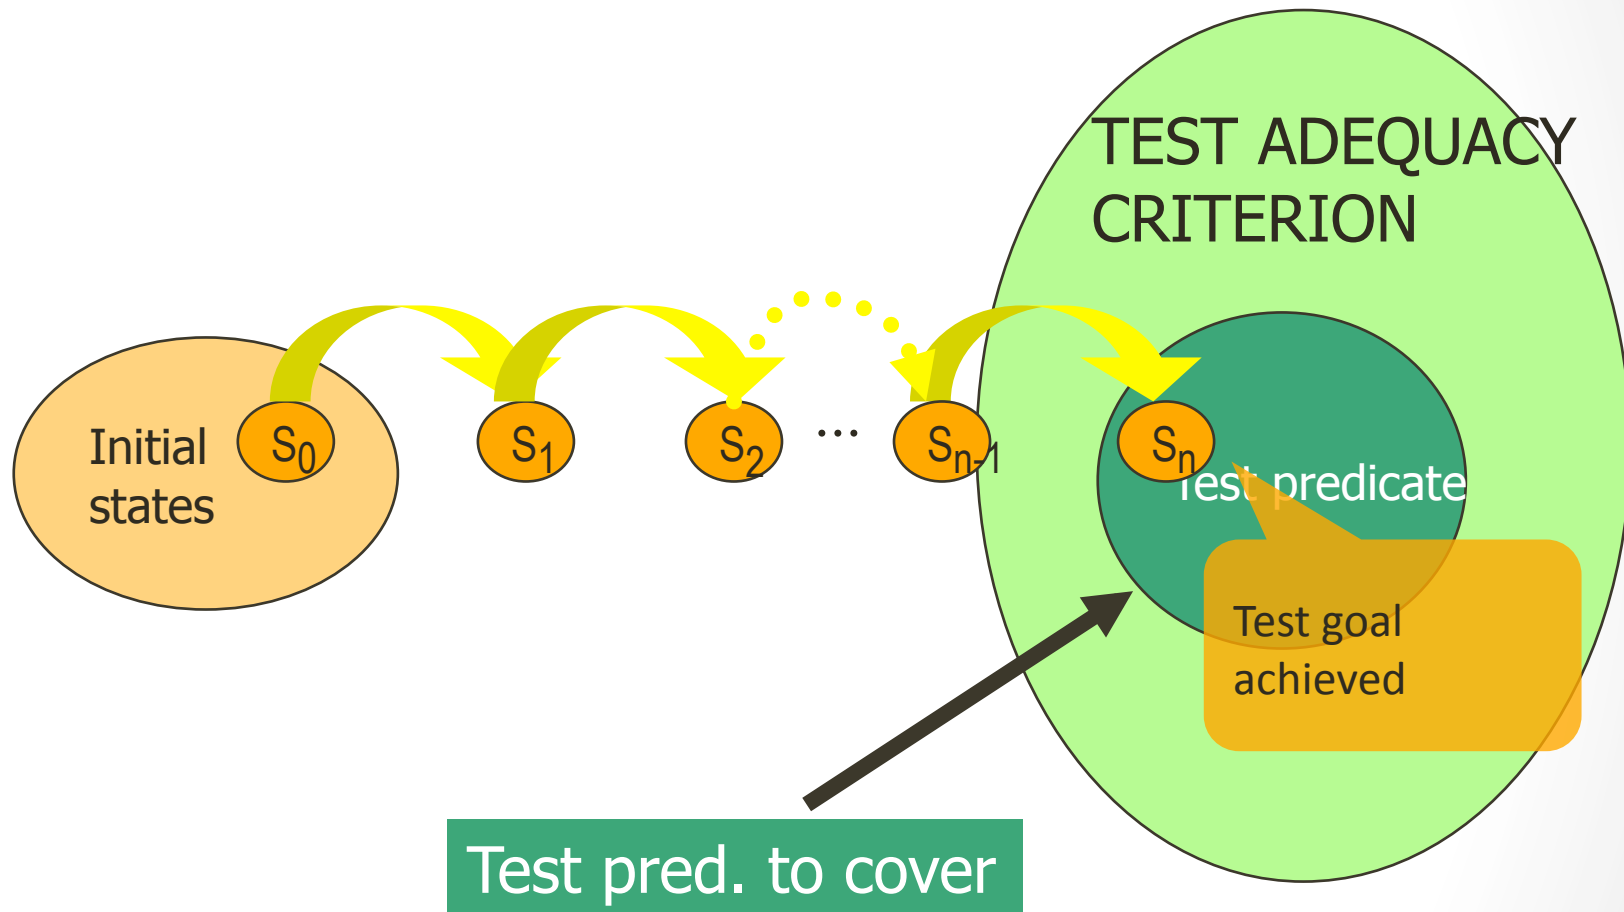 TEST ADEQUACY
CRITERION
Initial
states
S0
S1
S2
...
Sn-1
Sn
Test predicate
Test goal
achieved
Test pred. to cover